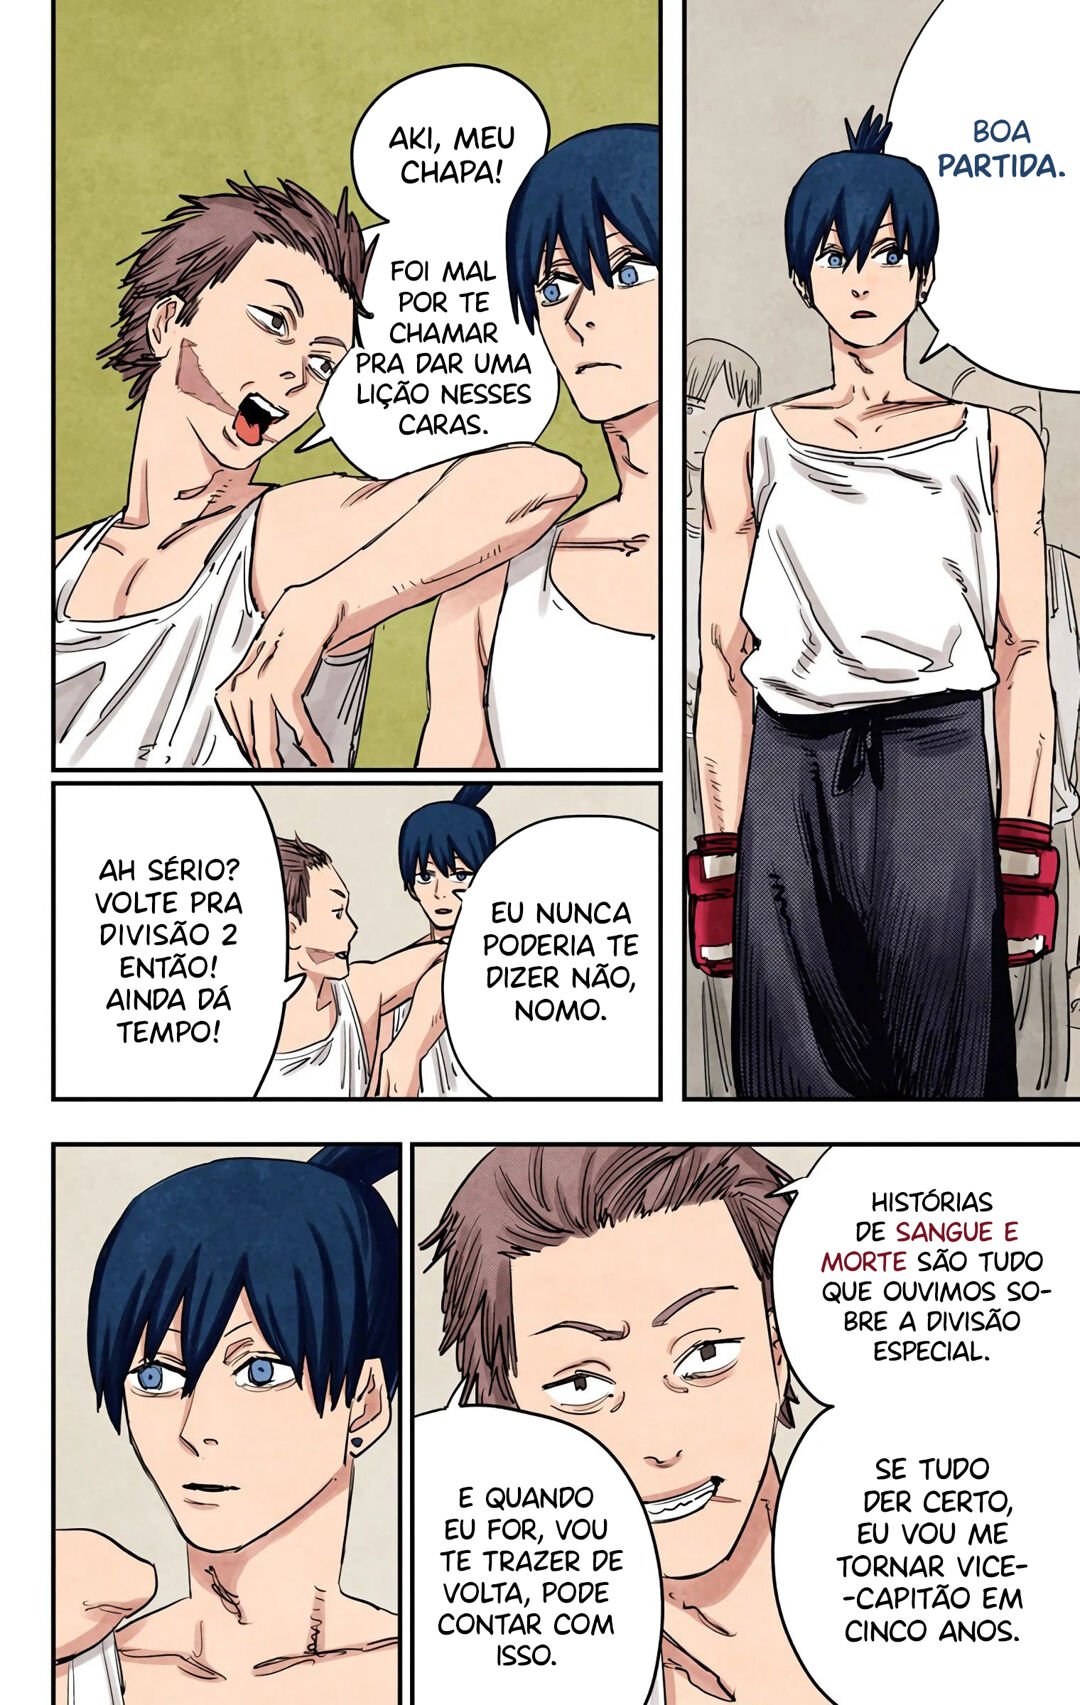 BOA
PARTIDA.
AKI, MEU
CHAPA!
FOI MAL
POR TE
CHAMAR
PRA DAR UMA
LIÇÃO NESSES
CARAS.
EU NUNCA
PODERIA TE
DIZER NÃO,
NOMO.
AH SÉRIO?
VOLTE PRA
DIVISÃO 2
ENTÃO!
AINDA DÁ
TEMPO!
HISTÓRIAS
DE SANGUE E
MORTE SÃO TUDO
QUE OUVIMOS SO-
BRE A DIVISÃO
ESPECIAL.
SE TUDO
DER CERTO,
EU VOU ME
TORNAR VICE-
-CAPITÃO EM
CINCO ANOS.
E QUANDO
EU FOR, VOU
TE TRAZER DE
VOLTA, PODE
CONTAR COM
ISSO.